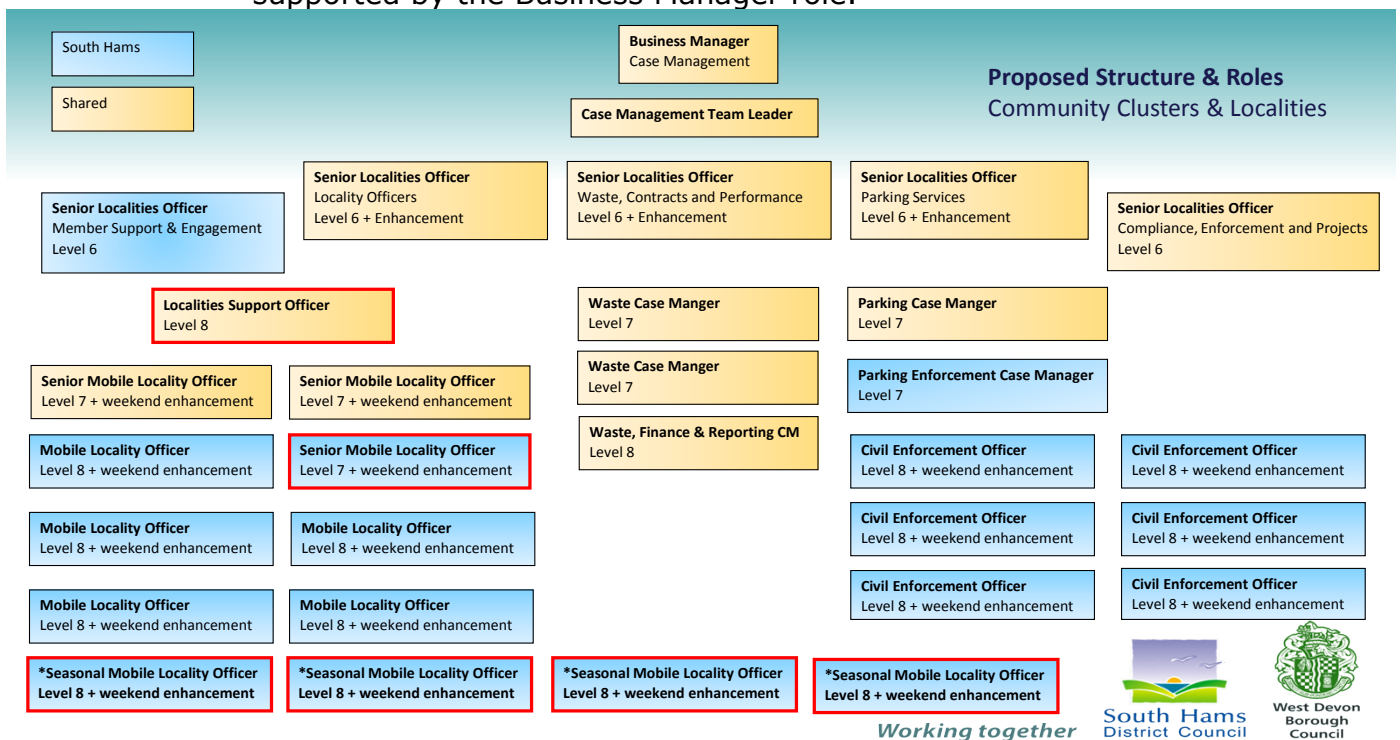 supported by the Business Manager role.
South Hams
Shared
Business Manager
Case Management
Proposed Structure & Roles
Community Clusters & Localities
Case Management Team Leader
Senior Localities Officer
Member Support & Engagement
Level 6
Senior Localities Officer
Locality Officers
Level 6 + Enhancement
Senior Localities Officer
Waste, Contracts and Performance
Level 6 + Enhancement
Senior Localities Officer
Parking Services
Level 6 + Enhancement
Senior Localities Officer
Compliance, Enforcement and Projects
Level 6
Localities Support Officer
Level 8
Waste Case Manger
Level 7
Parking Case Manger
Level 7
Senior Mobile Locality Officer
Level 7 + weekend enhancement
Senior Mobile Locality Officer
Level 7 + weekend enhancement
Waste Case Manger
Level 7
Parking Enforcement Case Manager
Level 7
Mobile Locality Officer
Level 8 + weekend enhancement
Senior Mobile Locality Officer
Level 7 + weekend enhancement
Waste, Finance & Reporting CM
Level 8
Civil Enforcement Officer
Level 8 + weekend enhancement
Civil Enforcement Officer
Level 8 + weekend enhancement
Mobile Locality Officer
Level 8 + weekend enhancement
Mobile Locality Officer
Level 8 + weekend enhancement
Civil Enforcement Officer
Level 8 + weekend enhancement
Civil Enforcement Officer
Level 8 + weekend enhancement
Mobile Locality Officer
Level 8 + weekend enhancement
Mobile Locality Officer
Level 8 + weekend enhancement
Civil Enforcement Officer
Level 8 + weekend enhancement
Civil Enforcement Officer
Level 8 + weekend enhancement
*Seasonal Mobile Locality Officer
Level 8 + weekend enhancement
*Seasonal Mobile Locality Officer
Level 8 + weekend enhancement
*Seasonal Mobile Locality Officer
Level 8 + weekend enhancement
*Seasonal Mobile Locality Officer
Level 8 + weekend enhancement
Working together
South Hams
District Council
West Devon
Borough
Council